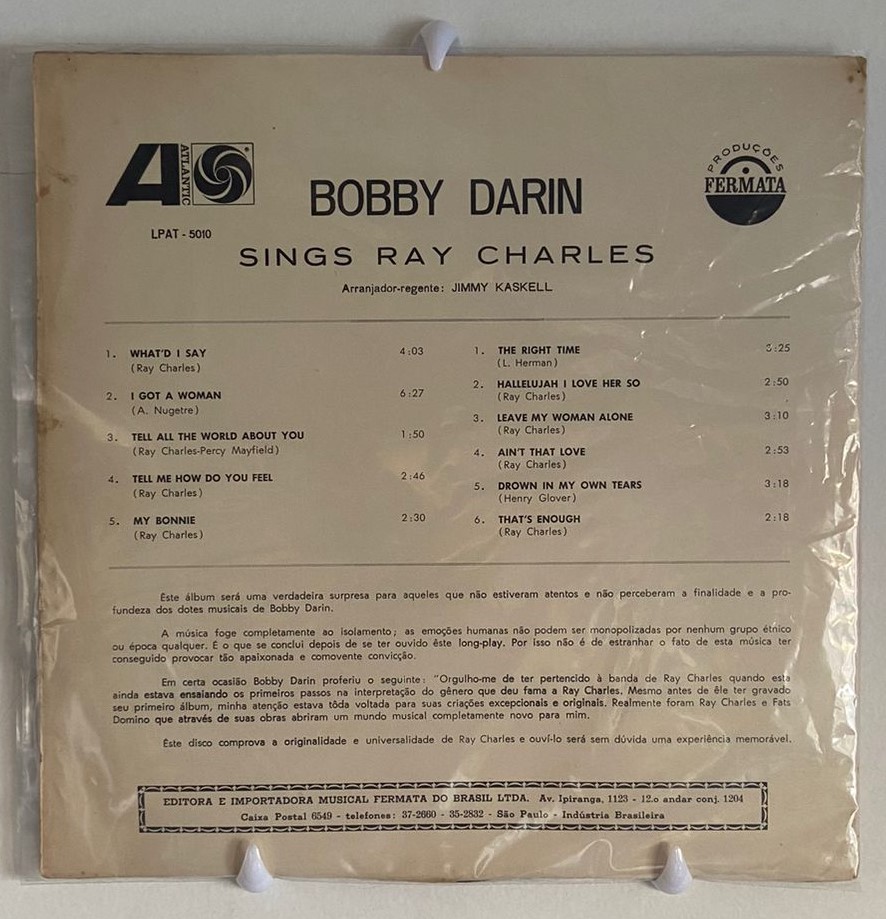 ATLANTIC
PRODUÇÕES
FERMATA
BOBBY DARIN
LPAT - 5010
SINGS RAY CHARLES
Arranjador-regente: JIMMY KASKELL
1. WHAT'D I SAY 4:03
(Ray Charles)
2. I GOT A WOMAN 6:27
(A. Nugetre)
3. TELL ALL THE WORLD ABOUT YOU 1:50
(Ray Charles-Percy Mayfield)
4. TELL ME HOW DO YOU FEEL 2:46
(Ray Charles)
5. MY BONNIE 2:30
(Ray Charles)
1. THE RIGHT TIME :25
(L. Herman)
2. HALLELUJAH I LOVE HER SO 2:50
(Ray Charles)
3. LEAVE MY WOMAN ALONE 3:10
(Ray Charles)
4. AIN'T THAT LOVE 2:53
(Ray Charles)
5. DROWN IN MY OWN TEARS 3:18
(Henry Glover)
6. THAT'S ENOUGH 2:18
(Ray Charles)
Êste álbum será uma verdadeira surpresa para aqueles que não estiveram atentos e não perceberam a finalidade e a pro-
fundeza dos dotes musicais de Bobby Darin.
A música foge completamente ao isolamento; as emoções humanas não podem ser monopolizadas por nenhum grupo étnico
ou época qualquer. É o que se conclui depois de se ter ouvido êste long-play. Por isso não é de estranhar o fato de esta música ter
conseguido provocar tão apaixonada e comovente convicção.
Em certa ocasião Bobby Darin proferiu o seguinte: "Orgulho-me de ter pertencido à banda de Ray Charles quando esta
ainda estava ensaiando os primeiros passos na interpretação do gênero que deu fama a Ray Charles. Mesmo antes de êle ter gravado
seu primeiro álbum, minha atenção estava tôda voltada para suas criações excepcionais e originais. Realmente foram Ray Charles e Fats
Domino que através de suas obras abriram um mundo musical completamente novo para mim.
Êste disco comprova a originalidade e universalidade de Ray Charles e ouví-lo será sem dúvida uma experiência memorável.
EDITORA E IMPORTADORA MUSICAL FERMATA DO BRASIL LTDA. Av. Ipiranga, 1123 - 12.o andar conj. 1204
Caixa Postal 6549 - telefones: 37-2660 - 35-2832 - São Paulo - Indústria Brasileira